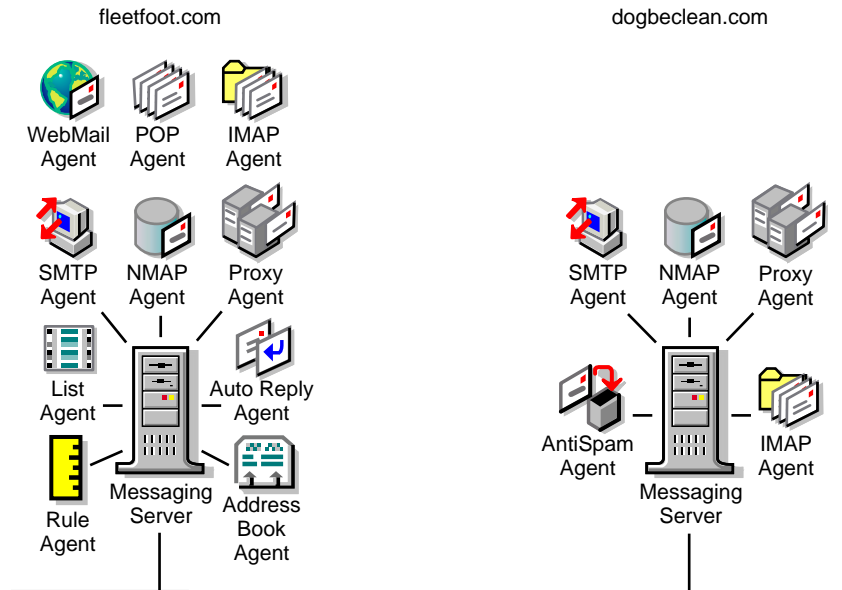 fleetfoot.com
dogbeclean.com
WebMail
Agent
POP
Agent
IMAP
Agent
SMTP
Agent
NMAP
Agent
Proxy
Agent
List
Agent
Auto Reply
Agent
Rule
Agent
Messaging
Server
Address
Book
Agent
SMTP
Agent
NMAP
Agent
Proxy
Agent
AntiSpam
Agent
IMAP
Agent
Messaging
Server